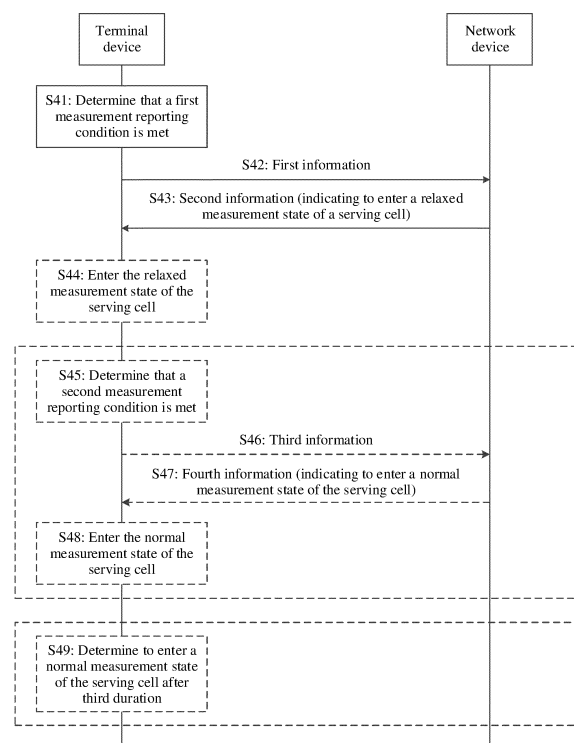 Terminal
device
Network
device
S41: Determine that a first
measurement reporting
condition is met
S42: First information
S43: Second information (indicating to enter a relaxed
measurement state of a serving cell)
S44: Enter the relaxed
measurement state of the
serving cell
S45: Determine that a
second measurement
reporting condition is met
S46: Third information
S47: Fourth information (indicating to enter a normal
measurement state of the serving cell)
S48: Enter the normal
measurement state of the
serving cell
S49: Determine to enter a
normal measurement state
of the serving cell after
third duration